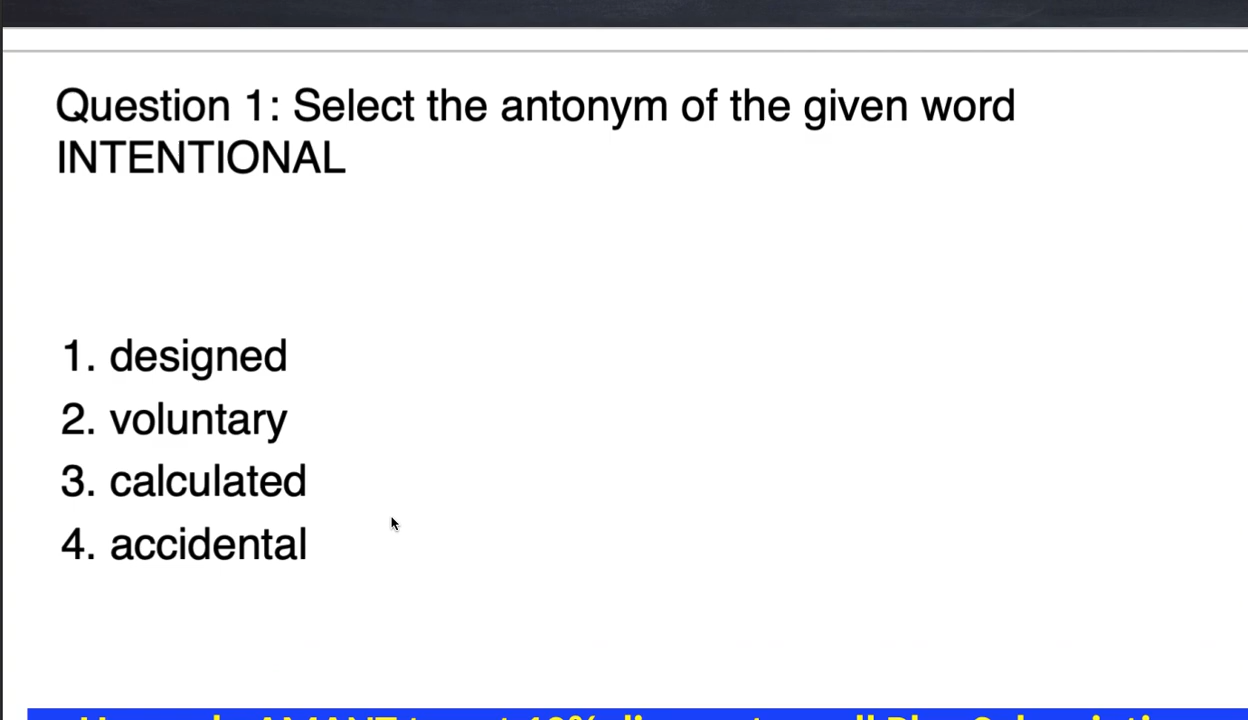 Question 1: Select the antonym of the given word
INTENTIONAL
1. designed
2. voluntary
3. calculated
4. accidental